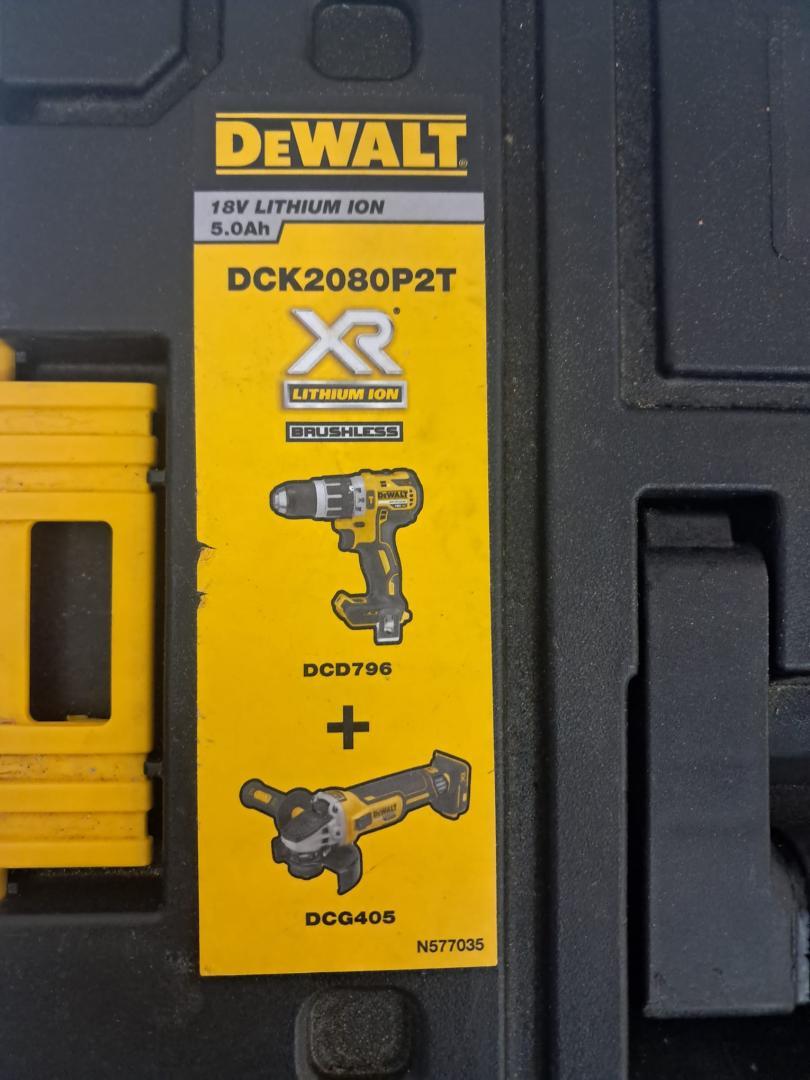 DEWALT®
18V LITHIUM ION
5.0Ah
DCK2080P2T
XR®
LITHIUM ION
BRUSHLESS
DEWALT
DCD796
+
DEWALT
DCG405
N577035